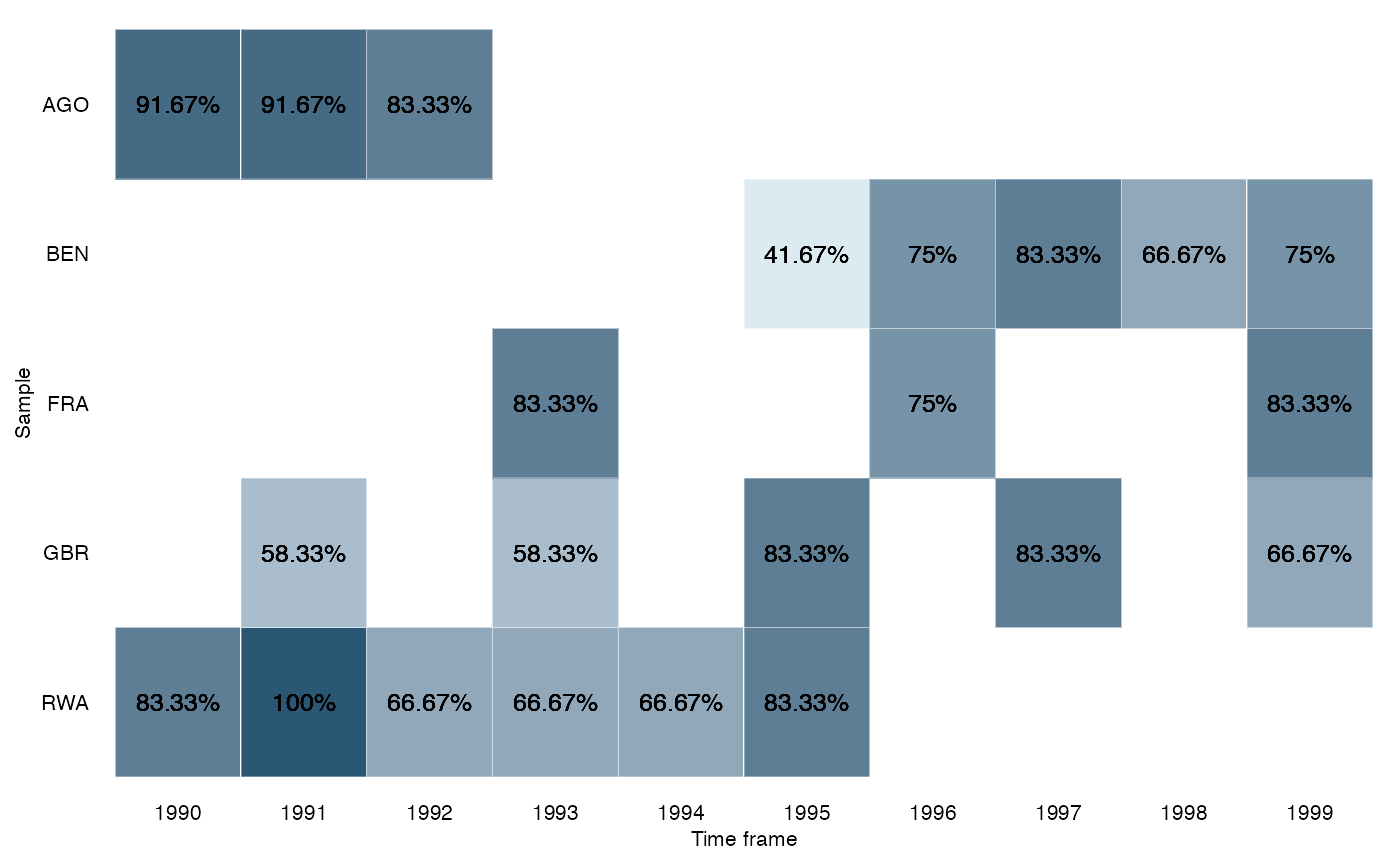 AGO 91.67% 91.67% 83.33%
BEN 41.67% 75% 83.33% 66.67% 75%
Sample
FRA 83.33% 75% 83.33%
GBR 58.33% 58.33% 83.33% 83.33% 66.67%
RWA 83.33% 100% 66.67% 66.67% 66.67% 83.33%
1990 1991 1992 1993 1994 1995 1996 1997 1998 1999
Time frame